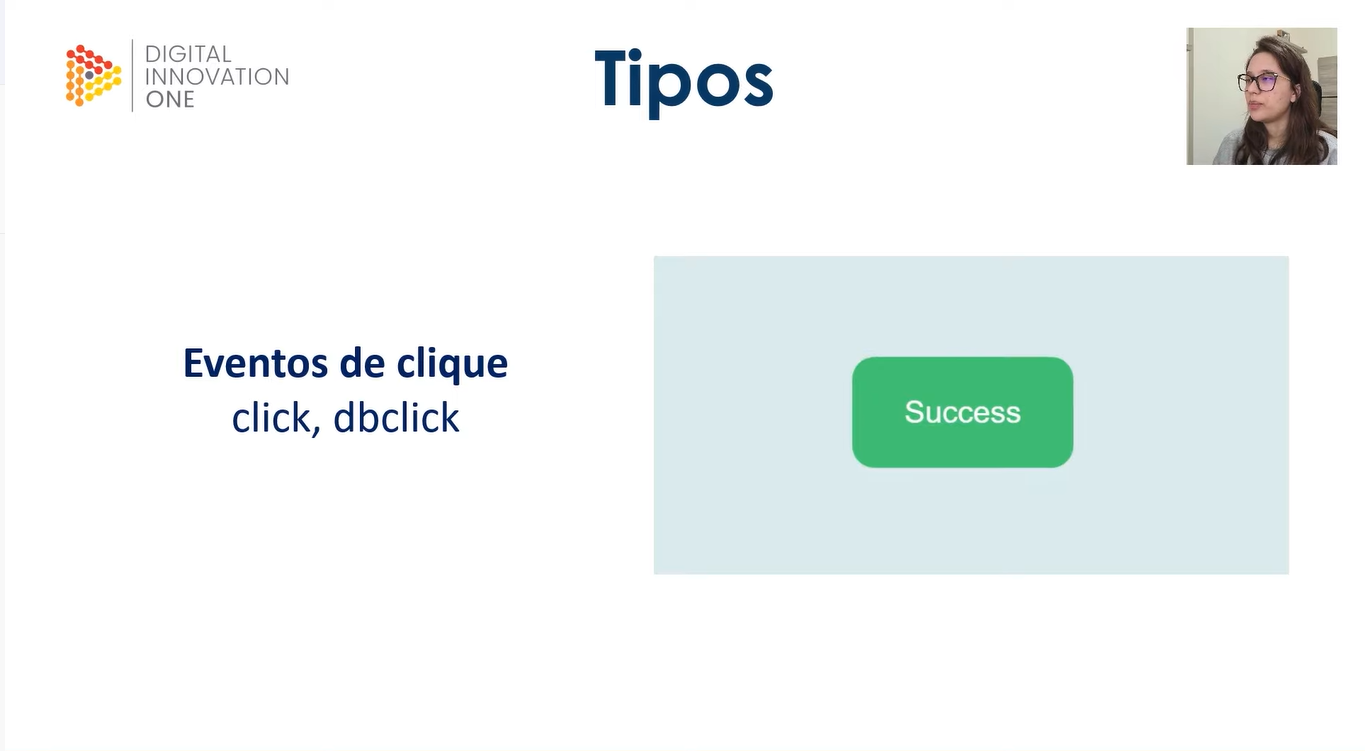 DIGITAL
INNOVATION
ONE
Tipos
Eventos de clique
click, dbclick
Success